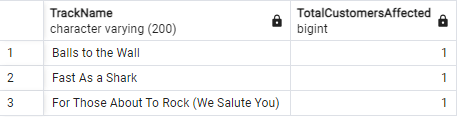 TrackName TotalCustomersAffected
character varying (200) bigint
1 Balls to the Wall 1
2 Fast As a Shark 1
3 For Those About To Rock (We Salute You) 1